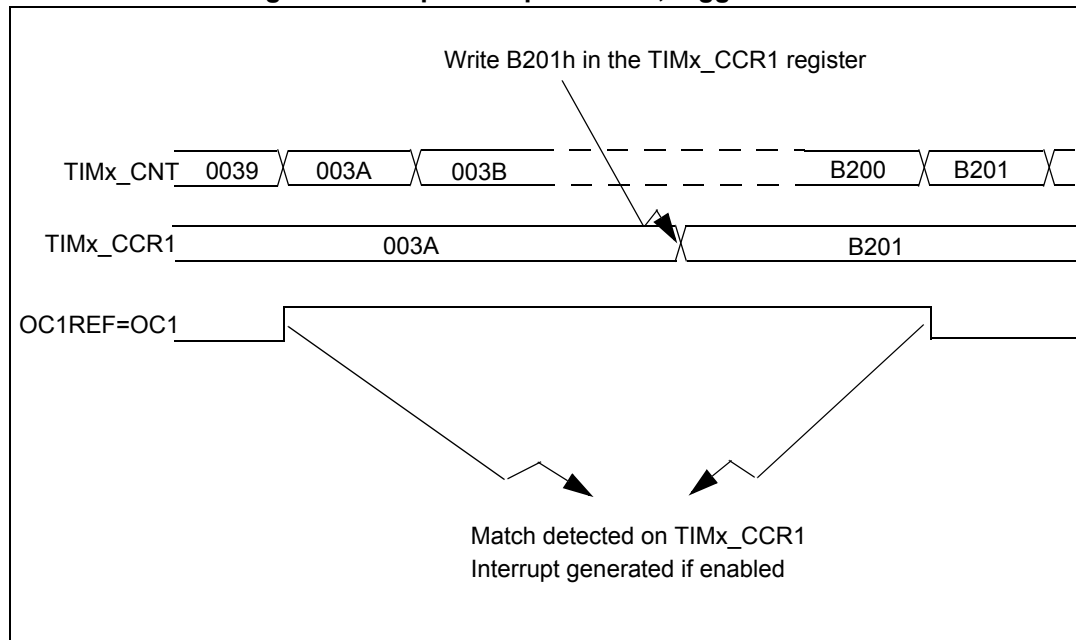 Write B201h in the TIMx_CCR1 register
TIMx_CNT 0039 003A 003B B200 B201
TIMx_CCR1 003A B201
OC1REF=OC1
Match detected on TIMx_CCR1
Interrupt generated if enabled